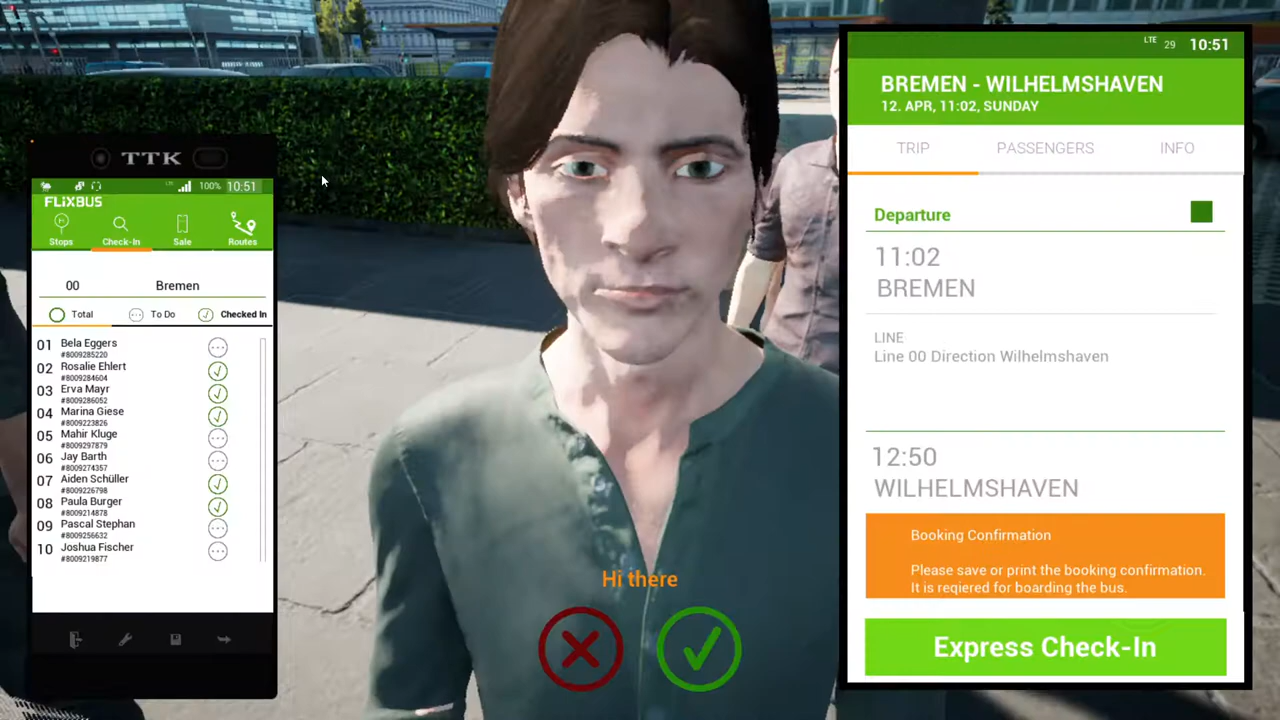 TTK
100% 10:51
FLiXBUS
Stops Check-In Sale Routes
00 Bremen
Total To Do Checked In
01 Bela Eggers
#8009285220
02 Rosalie Ehlert
#8009284604
03 Erva Mayr
#8009286052
04 Marina Giese
#8009223826
05 Mahir Kluge
#8009297879
06 Jay Barth
#8009274357
07 Aiden Schüller
#8009226798
08 Paula Burger
#8009214878
09 Pascal Stephan
#8009256632
10 Joshua Fischer
#8009219877
Hi there
LTE 29 10:51
BREMEN - WILHELMSHAVEN
12. APR, 11:02, SUNDAY
TRIP PASSENGERS INFO
Departure
11:02
BREMEN
LINE
Line 00 Direction Wilhelmshaven
12:50
WILHELMSHAVEN
Booking Confirmation
Please save or print the booking confirmation.
It is reqiered for boarding the bus.
Express Check-In